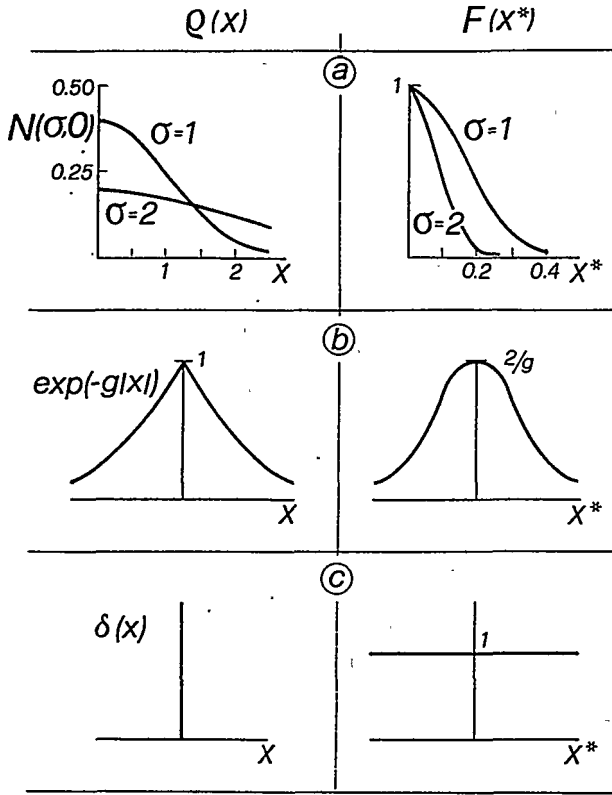 ρ(x) F(x*)
a
0.50
N(σ,0)
σ=1
0.25
σ=2
1 2 x
1
σ=1
σ=2
0.2 0.4 x*
b
exp(-g|x|)
1
x
2/g
x*
c
δ(x)
x
1
x*